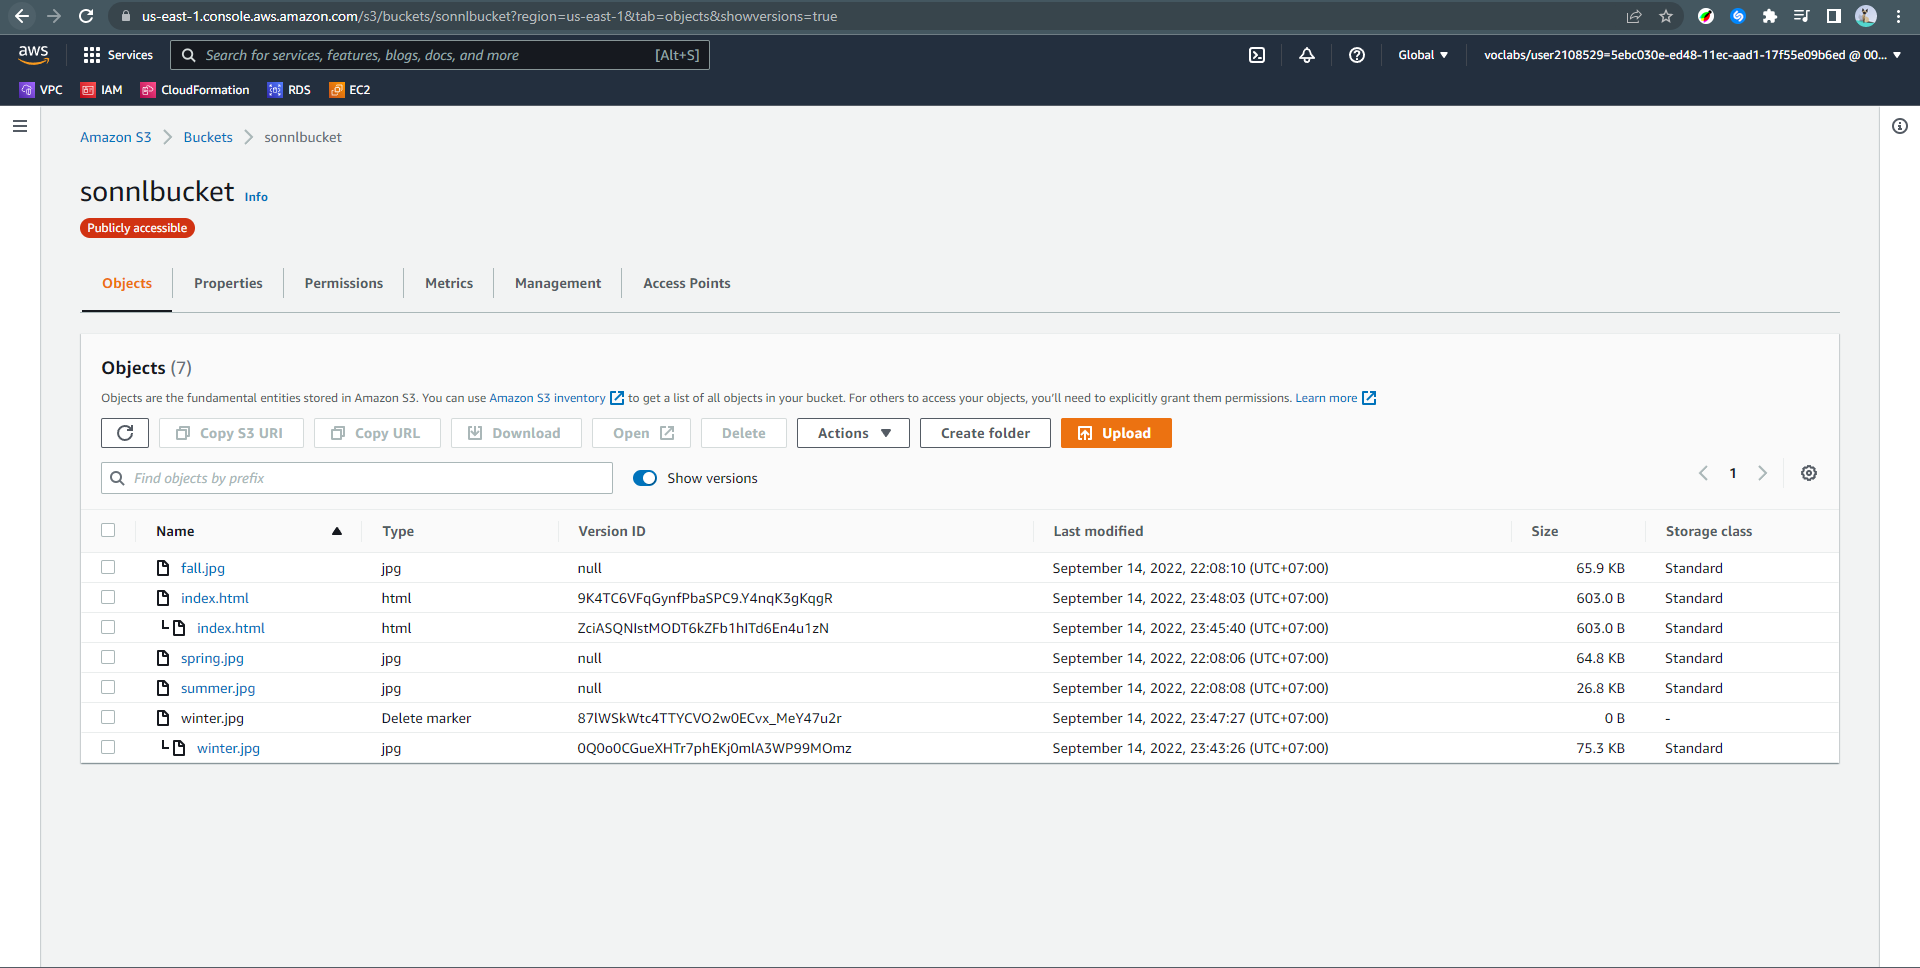 us-east-1.console.aws.amazon.com/s3/buckets/sonnlbucket?region=us-east-1&tab=objects&showversions=true
aws Services Search for services, features, blogs, docs, and more [Alt+S] Global voclabs/user2108529=5ebc030e-ed48-11ec-aad1-17f55e09b6ed @ 00...
VPC IAM CloudFormation RDS EC2
Amazon S3 Buckets sonnlbucket
sonnlbucket Info
Publicly accessible
Objects Properties Permissions Metrics Management Access Points
Objects (7)
Objects are the fundamental entities stored in Amazon S3. You can use Amazon S3 inventory to get a list of all objects in your bucket. For others to access your objects, you'll need to explicitly grant them permissions. Learn more
Copy S3 URI Copy URL Download Open Delete Actions Create folder Upload
Find objects by prefix Show versions 1
Name Type Version ID Last modified Size Storage class
fall.jpg jpg null September 14, 2022, 22:08:10 (UTC+07:00) 65.9 KB Standard
index.html html 9K4TC6VFqGynfPbaSPC9.Y4nqK3gKqgR September 14, 2022, 23:48:03 (UTC+07:00) 603.0 B Standard
index.html html ZciASQNIstMODT6kZFb1hITd6En4u1zN September 14, 2022, 23:45:40 (UTC+07:00) 603.0 B Standard
spring.jpg jpg null September 14, 2022, 22:08:06 (UTC+07:00) 64.8 KB Standard
summer.jpg jpg null September 14, 2022, 22:08:08 (UTC+07:00) 26.8 KB Standard
winter.jpg Delete marker 87lWSkWtc4TTYCVO2w0ECvx_MeY47u2r September 14, 2022, 23:47:27 (UTC+07:00) 0 B -
winter.jpg jpg 0Q0o0CGueXHTr7phEKj0mlA3WP99MOmz September 14, 2022, 23:43:26 (UTC+07:00) 75.3 KB Standard